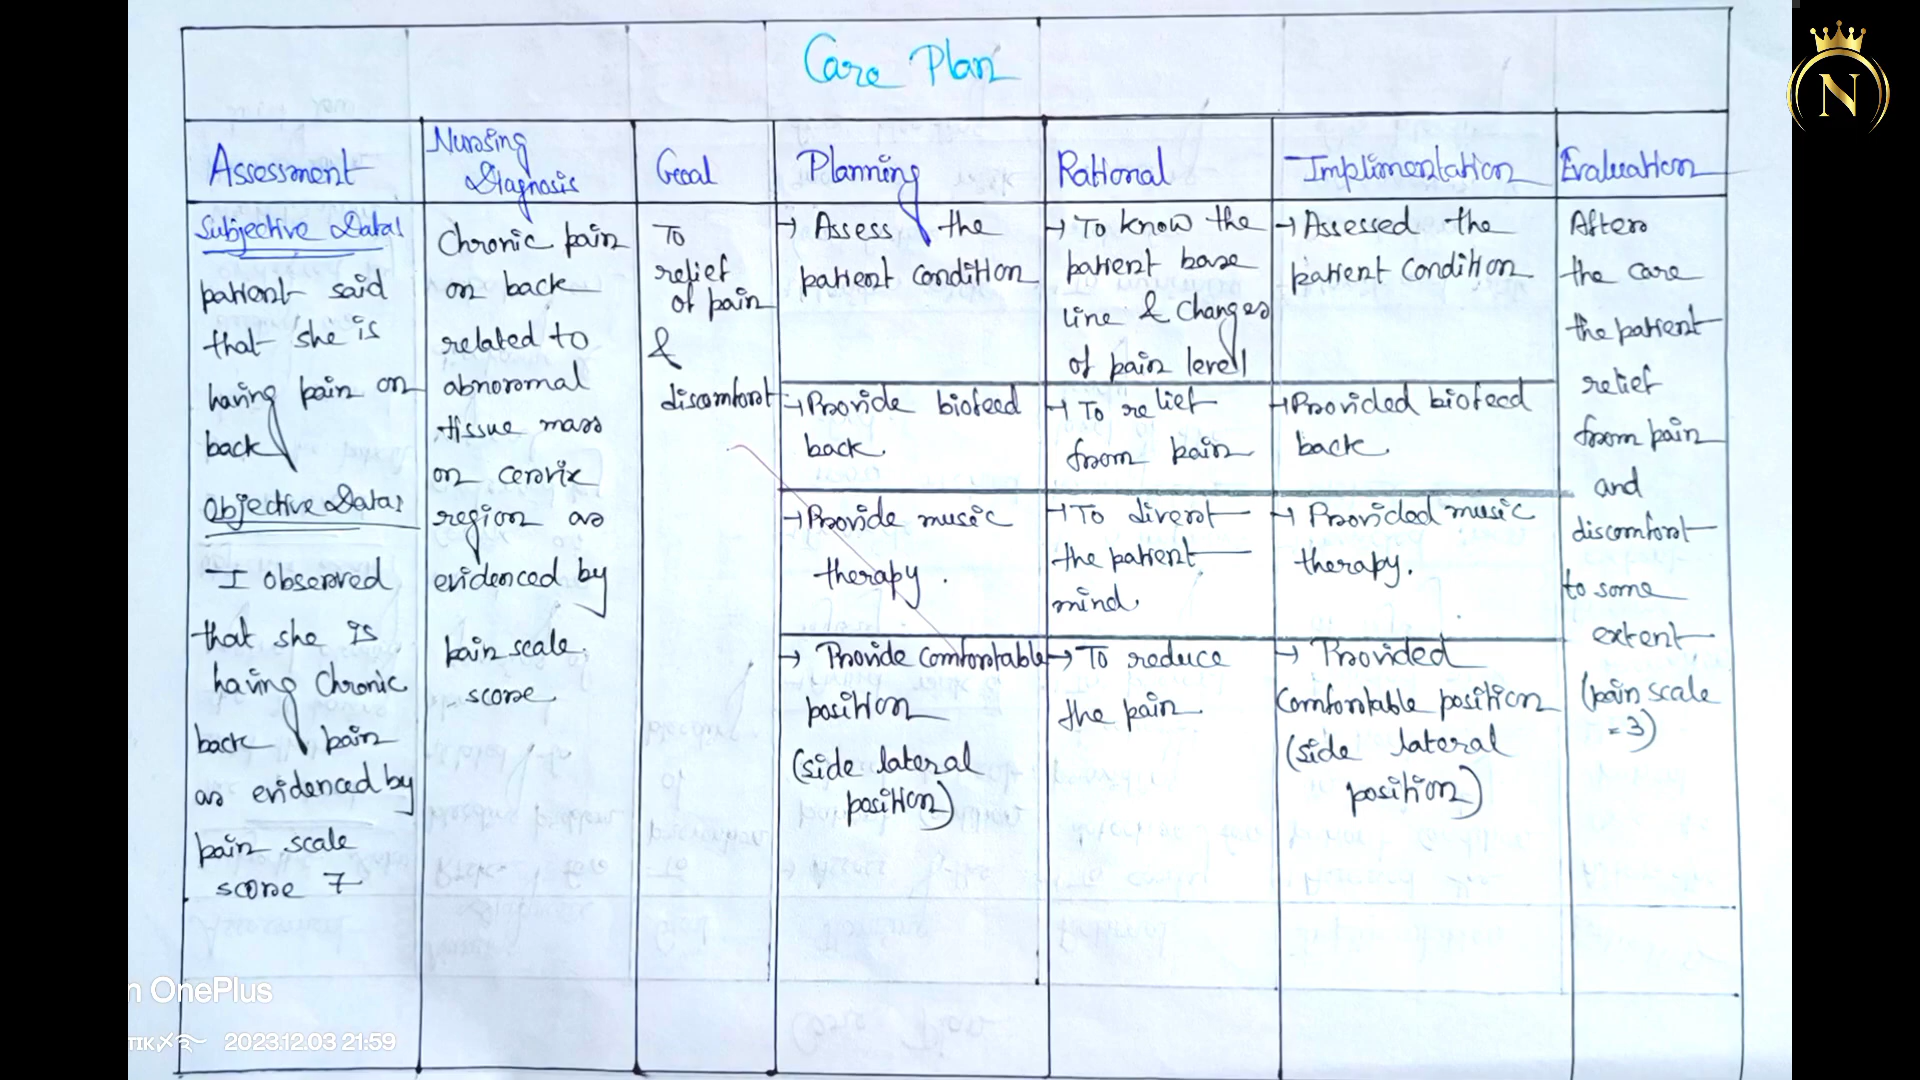 Care Plan
Assessment
Nursing
Diagnosis
Goal
Planning
Rational
Implimentation
Evaluation
Subjective Data:
patient said
that she is
having pain on
back
Objective Data:
I observed
that she is
having chronic
back pain
as evidenced by
pain scale
score 7
Chronic pain
on back
related to
abnormal
tissue mass
on cervix
region as
evidenced by
pain scale
score
To
relief
of pain
&
discomfort
→ Assess the
patient condition
→ Provide biofeed
back.
→ Provide music
therapy.
→ Provide comfortable
position
(side lateral
position)
→ To know the
patient base
line & changes
of pain level
→ To relief
from pain
→ To divert
the patient
mind.
→ To reduce
the pain.
→ Assessed the
patient condition
→ Provided biofeed
back.
→ Provided music
therapy.
→ Provided
comfortable position
(side lateral
position)
After
the care
the patient
relief
from pain
and
discomfort
to some
extent
(pain scale
= 3)
N
n OnePlus
2023.12.03 21:59